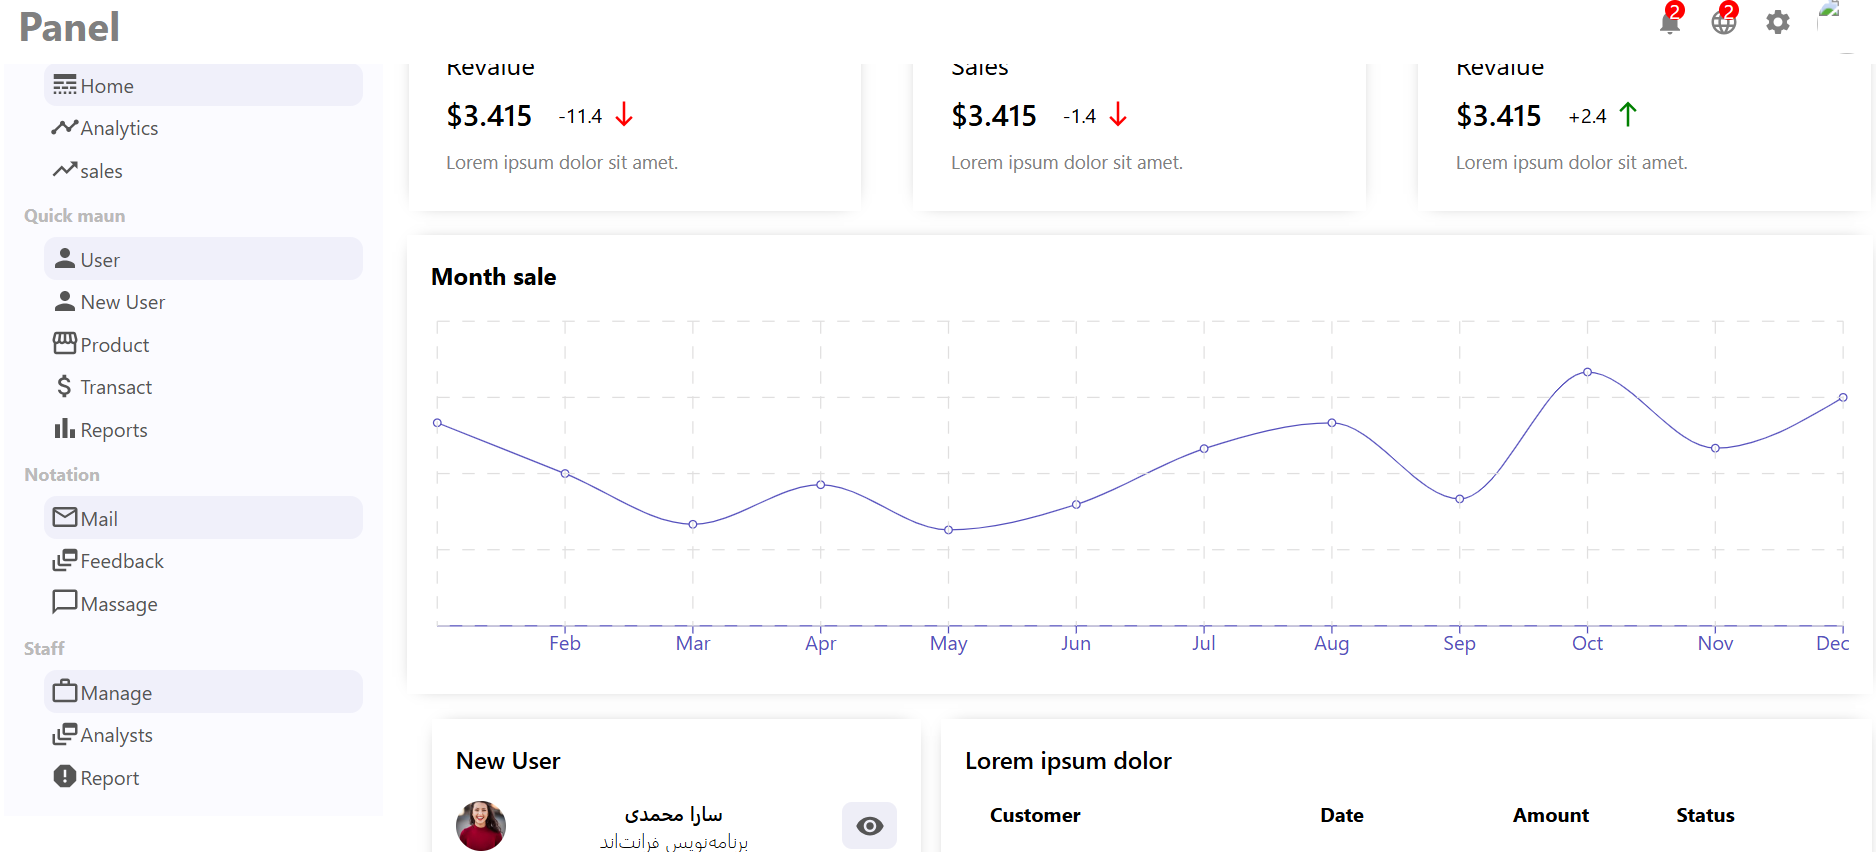 Panel
2
2
Home
Analytics
sales
Quick maun
User
New User
Product
Transact
Reports
Notation
Mail
Feedback
Massage
Staff
Manage
Analysts
Report
Revalue
$3.415 -11.4
Lorem ipsum dolor sit amet.
Sales
$3.415 -1.4
Lorem ipsum dolor sit amet.
Revalue
$3.415 +2.4
Lorem ipsum dolor sit amet.
Month sale
Feb Mar Apr May Jun Jul Aug Sep Oct Nov Dec
New User
سارا محمدی
برنامه‌نویس فرانت‌اند
Lorem ipsum dolor
Customer Date Amount Status